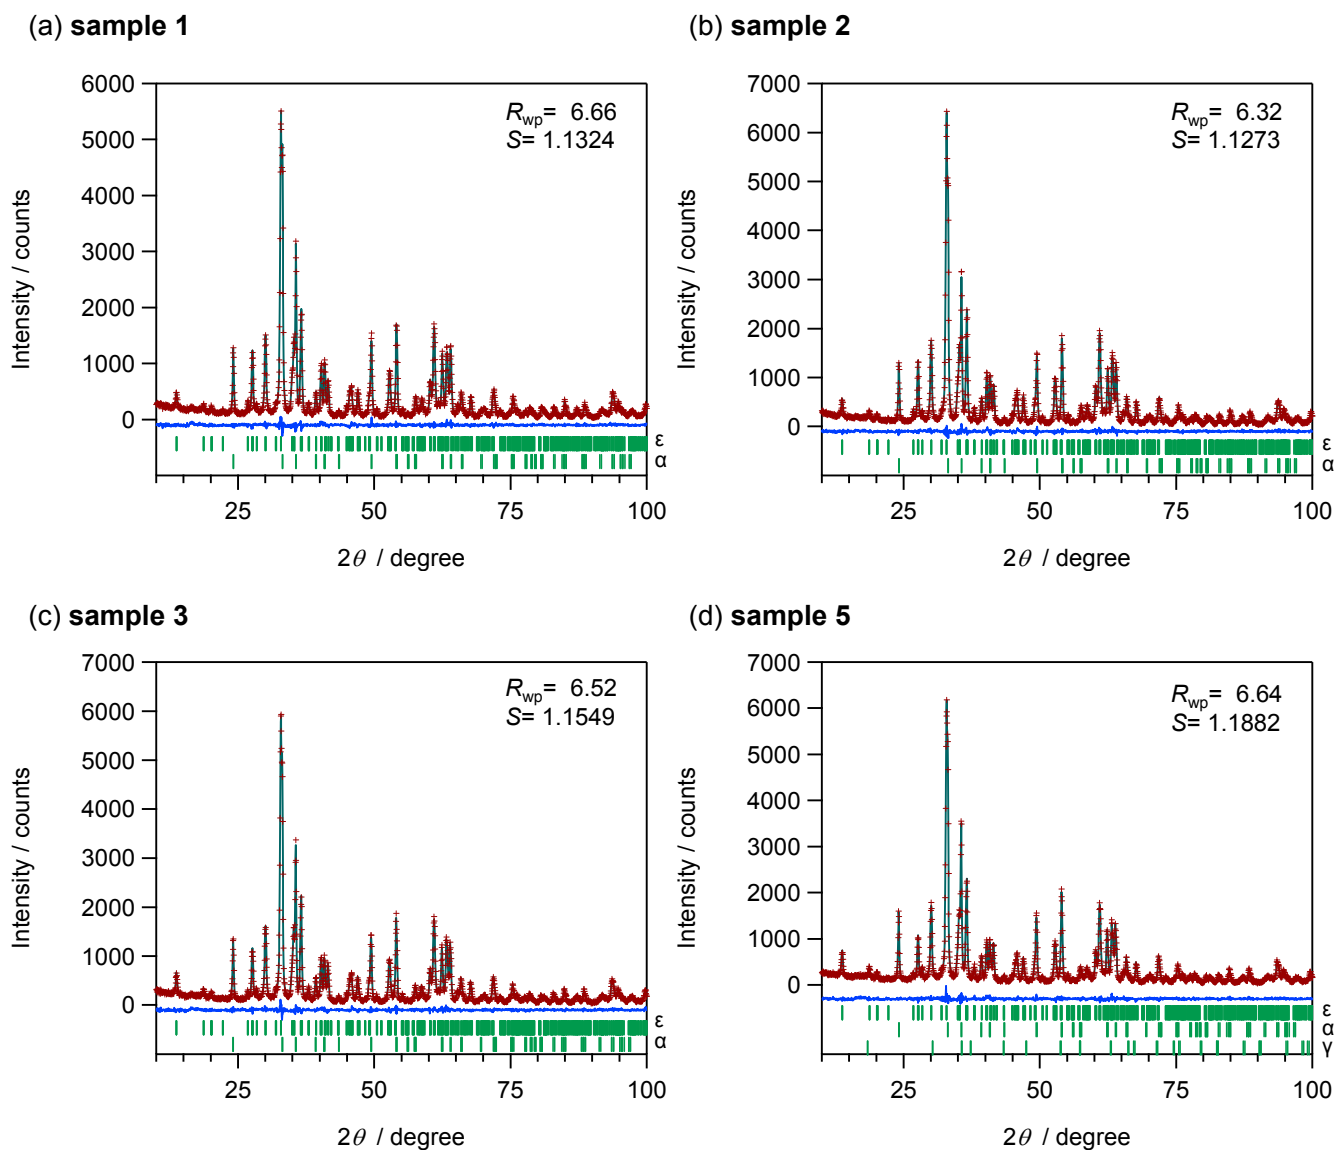 (a) sample 1
6000
5000
4000
3000
2000
1000
0
Intensity / counts
Rwp= 6.66
S= 1.1324
ε
α
25 50 75 100
2θ / degree
(b) sample 2
7000
6000
5000
4000
3000
2000
1000
0
Intensity / counts
Rwp= 6.32
S= 1.1273
ε
α
25 50 75 100
2θ / degree
(c) sample 3
7000
6000
5000
4000
3000
2000
1000
0
Intensity / counts
Rwp= 6.52
S= 1.1549
ε
α
25 50 75 100
2θ / degree
(d) sample 5
7000
6000
5000
4000
3000
2000
1000
0
Intensity / counts
Rwp= 6.64
S= 1.1882
ε
α
γ
25 50 75 100
2θ / degree